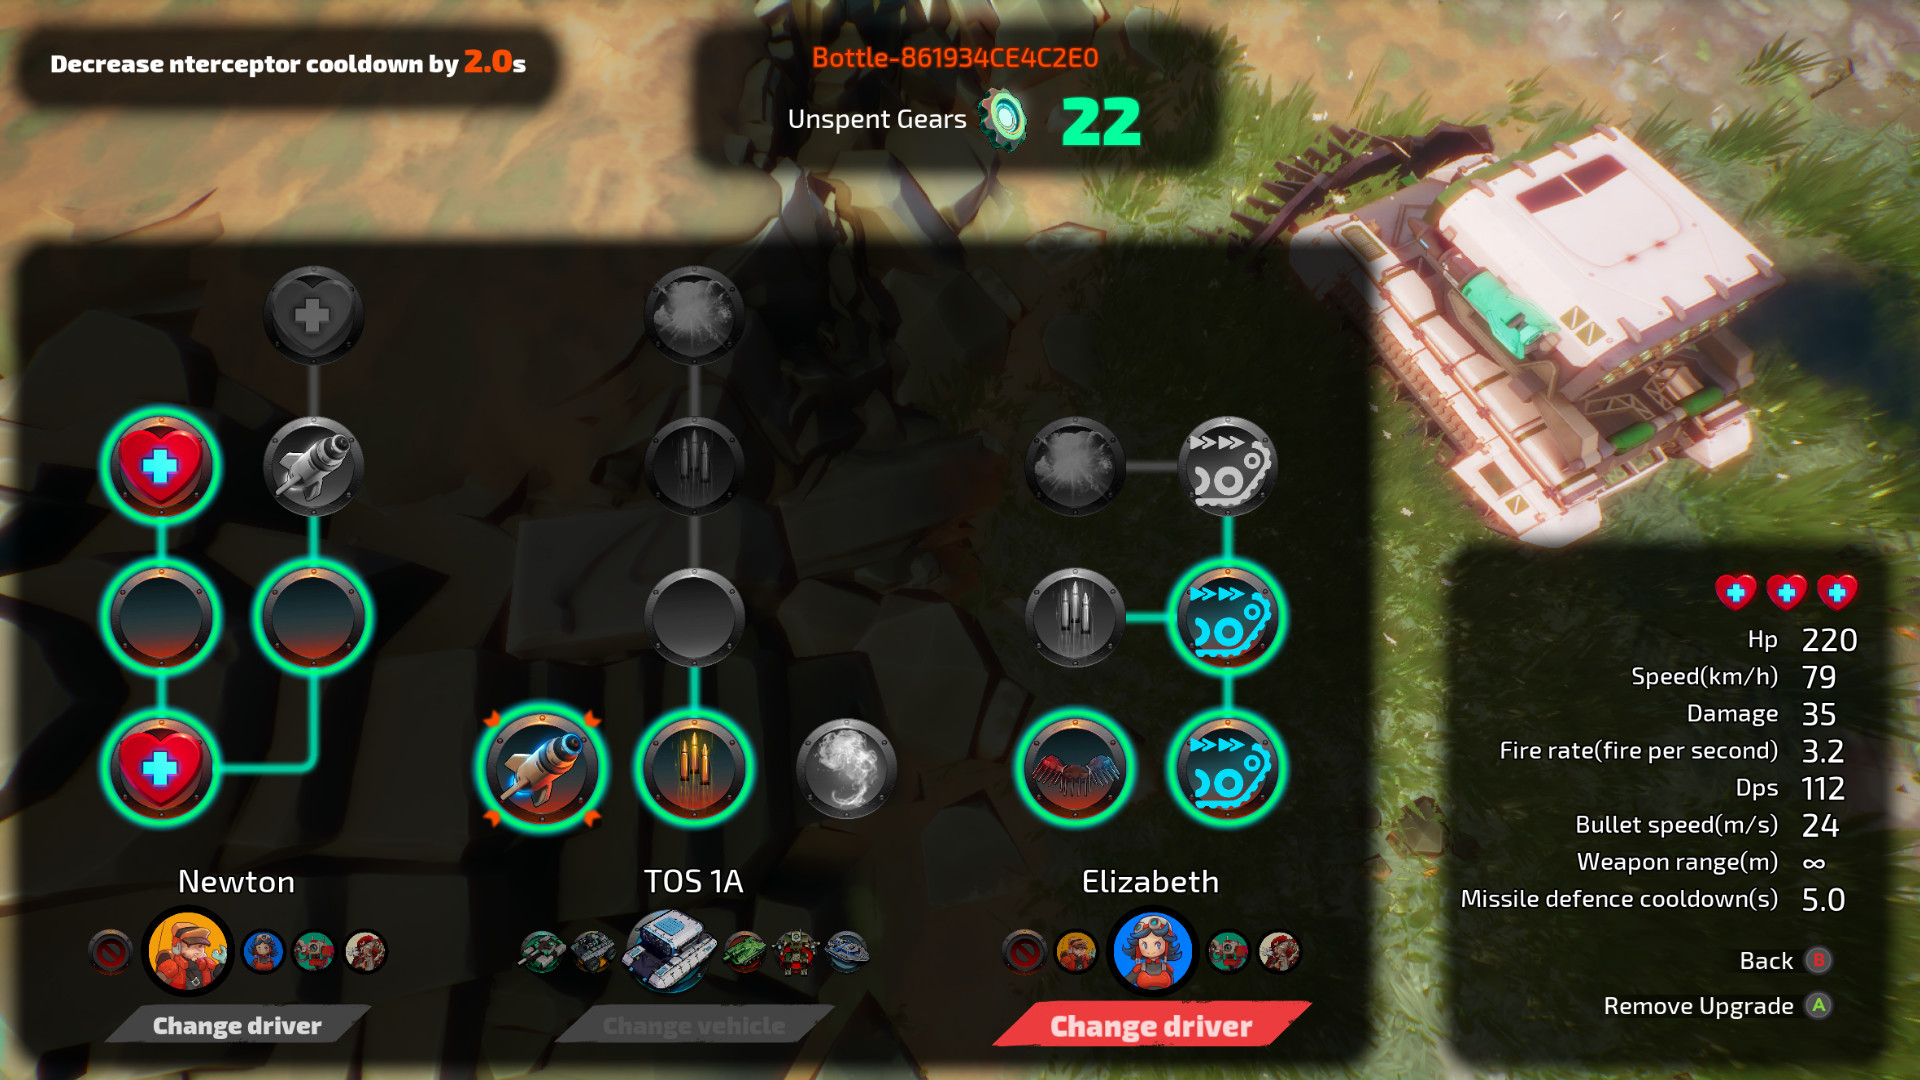 Decrease nterceptor cooldown by 2.0s
Bottle-861934CE4C2E0
Unspent Gears 22
Newton
TOS 1A
Elizabeth
Change driver
Change vehicle
Change driver
Hp 220
Speed(km/h) 79
Damage 35
Fire rate(fire per second) 3.2
Dps 112
Bullet speed(m/s) 24
Weapon range(m) ∞
Missile defence cooldown(s) 5.0
Back B
Remove Upgrade A